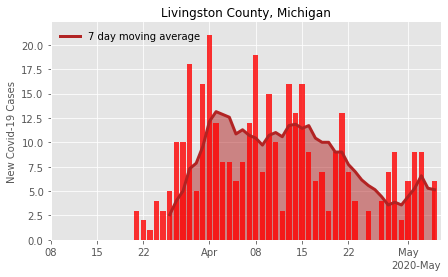 Livingston County, Michigan
7 day moving average
New Covid-19 Cases
20.0
17.5
15.0
12.5
10.0
7.5
5.0
2.5
0.0
08 15 22 Apr 08 15 22 May
2020-May